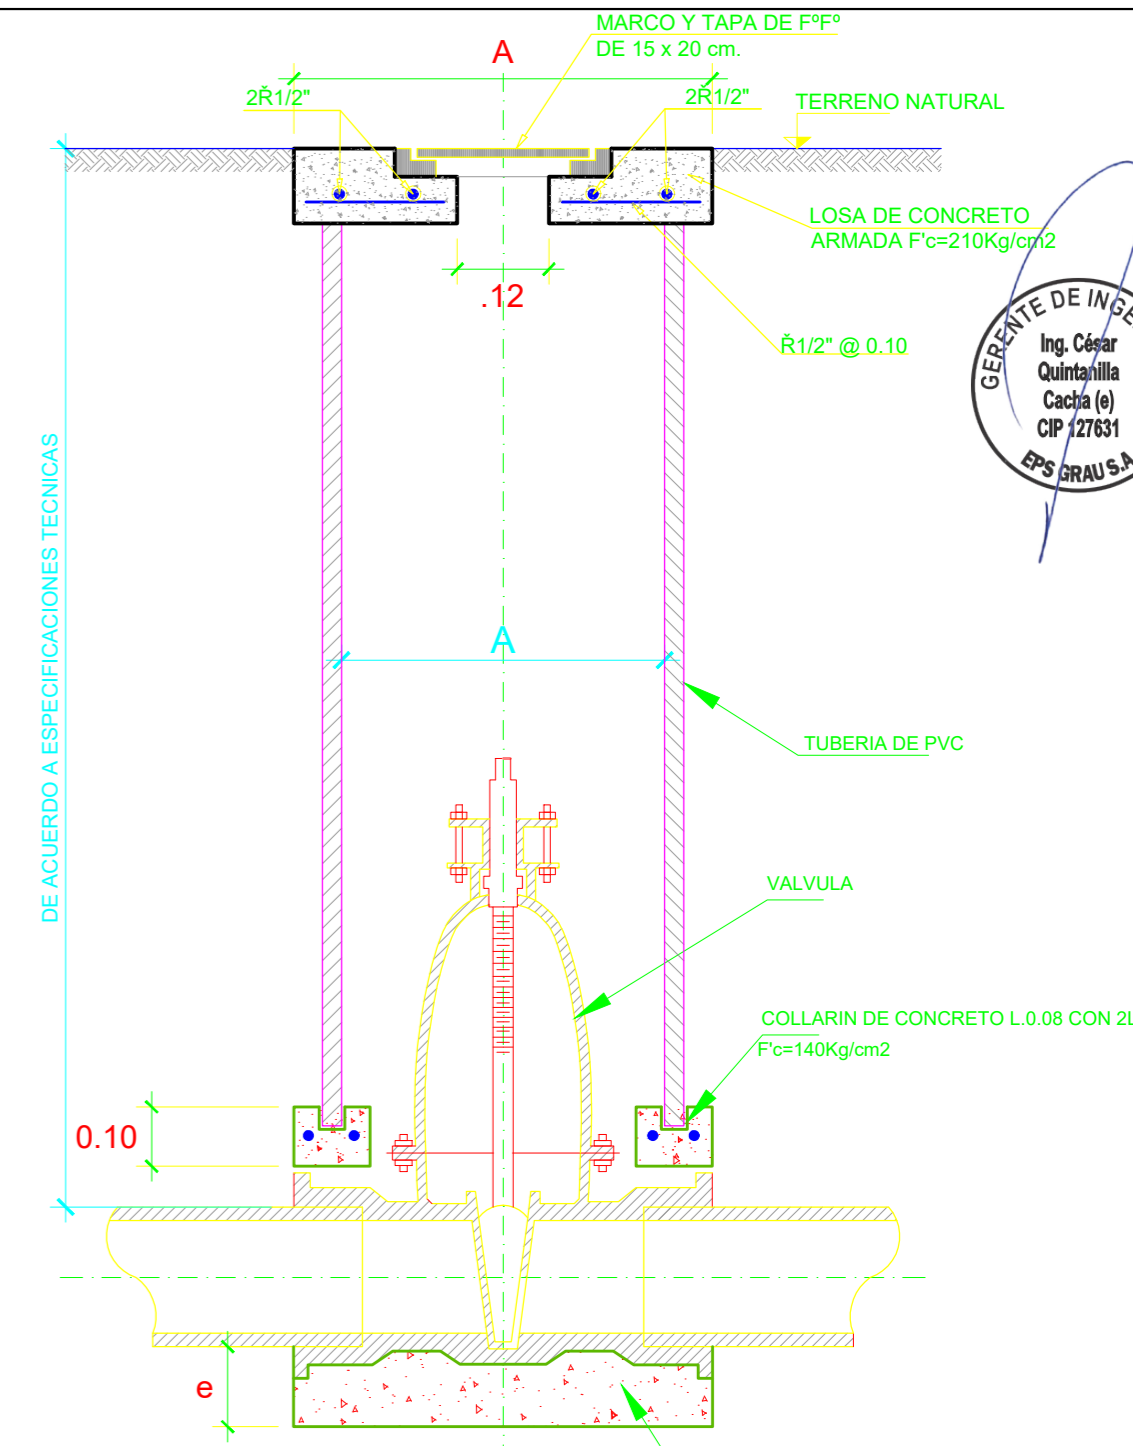 MARCO Y TAPA DE FºFº
DE 15 x 20 cm.
A
2Ř1/2"
2Ř1/2"
TERRENO NATURAL
LOSA DE CONCRETO
ARMADA F'c=210Kg/cm2
.12
Ř1/2" @ 0.10
GERENTE DE INGE
Ing. César
Quintanilla
Cacha (e)
CIP 127631
EPS GRAU S.A
DE ACUERDO A ESPECIFICACIONES TECNICAS
A
TUBERIA DE PVC
VALVULA
COLLARIN DE CONCRETO L.0.08 CON 2L
F'c=140Kg/cm2
0.10
e